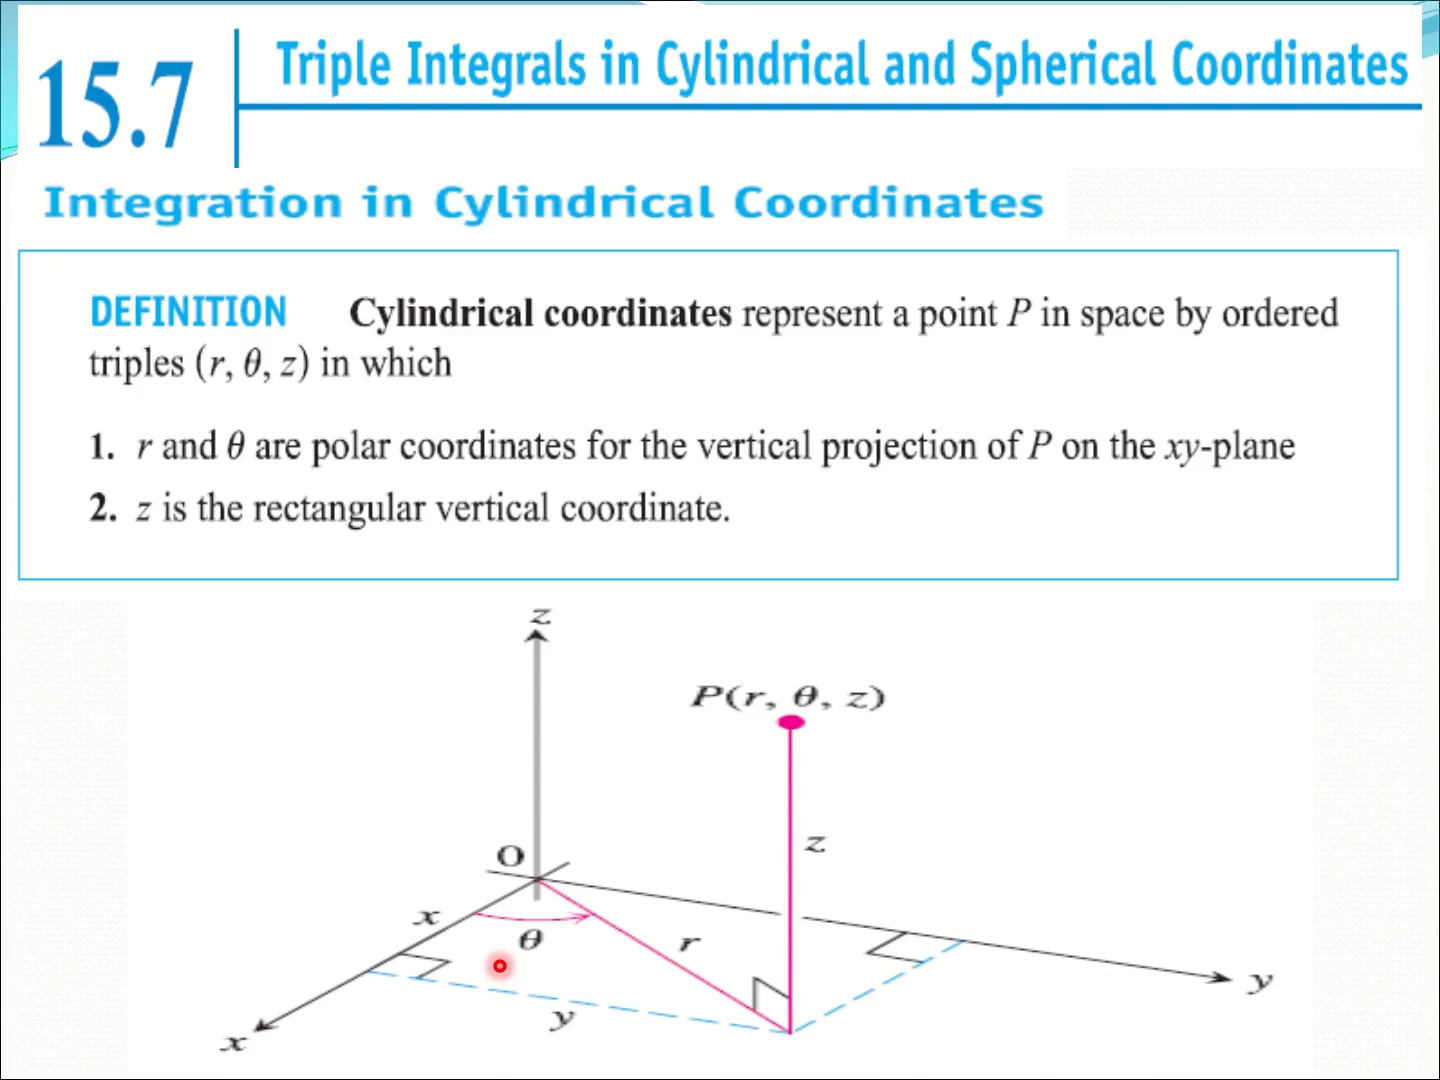 15.7
Triple Integrals in Cylindrical and Spherical Coordinates
Integration in Cylindrical Coordinates
DEFINITION Cylindrical coordinates represent a point P in space by ordered
triples (r, θ, z) in which
1. r and θ are polar coordinates for the vertical projection of P on the xy-plane
2. z is the rectangular vertical coordinate.
z
P(r, θ, z)
z
O
x
θ
r
y
y
x